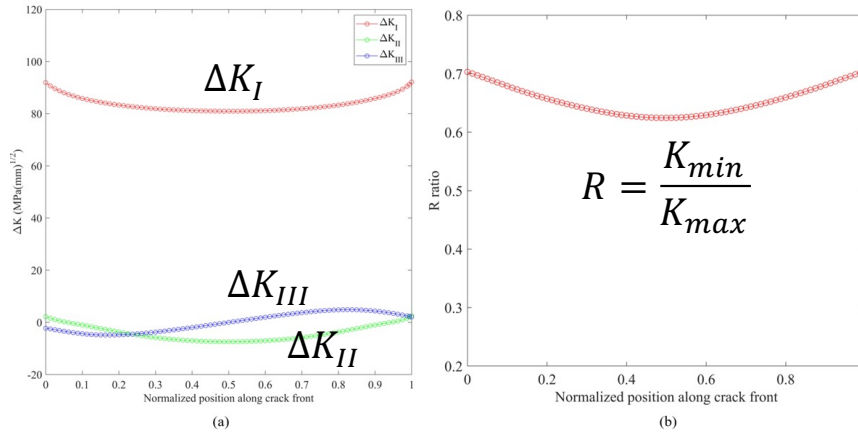 120
100
80
60
40
20
0
-20
ΔK (MPa(mm)^1/2)
ΔK_I
ΔK_II
ΔK_III
ΔK_I
ΔK_III
ΔK_II
0 0.1 0.2 0.3 0.4 0.5 0.6 0.7 0.8 0.9 1
Normalized position along crack front
(a)
0.8
0.7
0.6
0.5
0.4
0.3
0.2
R ratio
R = K_min / K_max
0 0.2 0.4 0.6 0.8
Normalized position along crack front
(b)